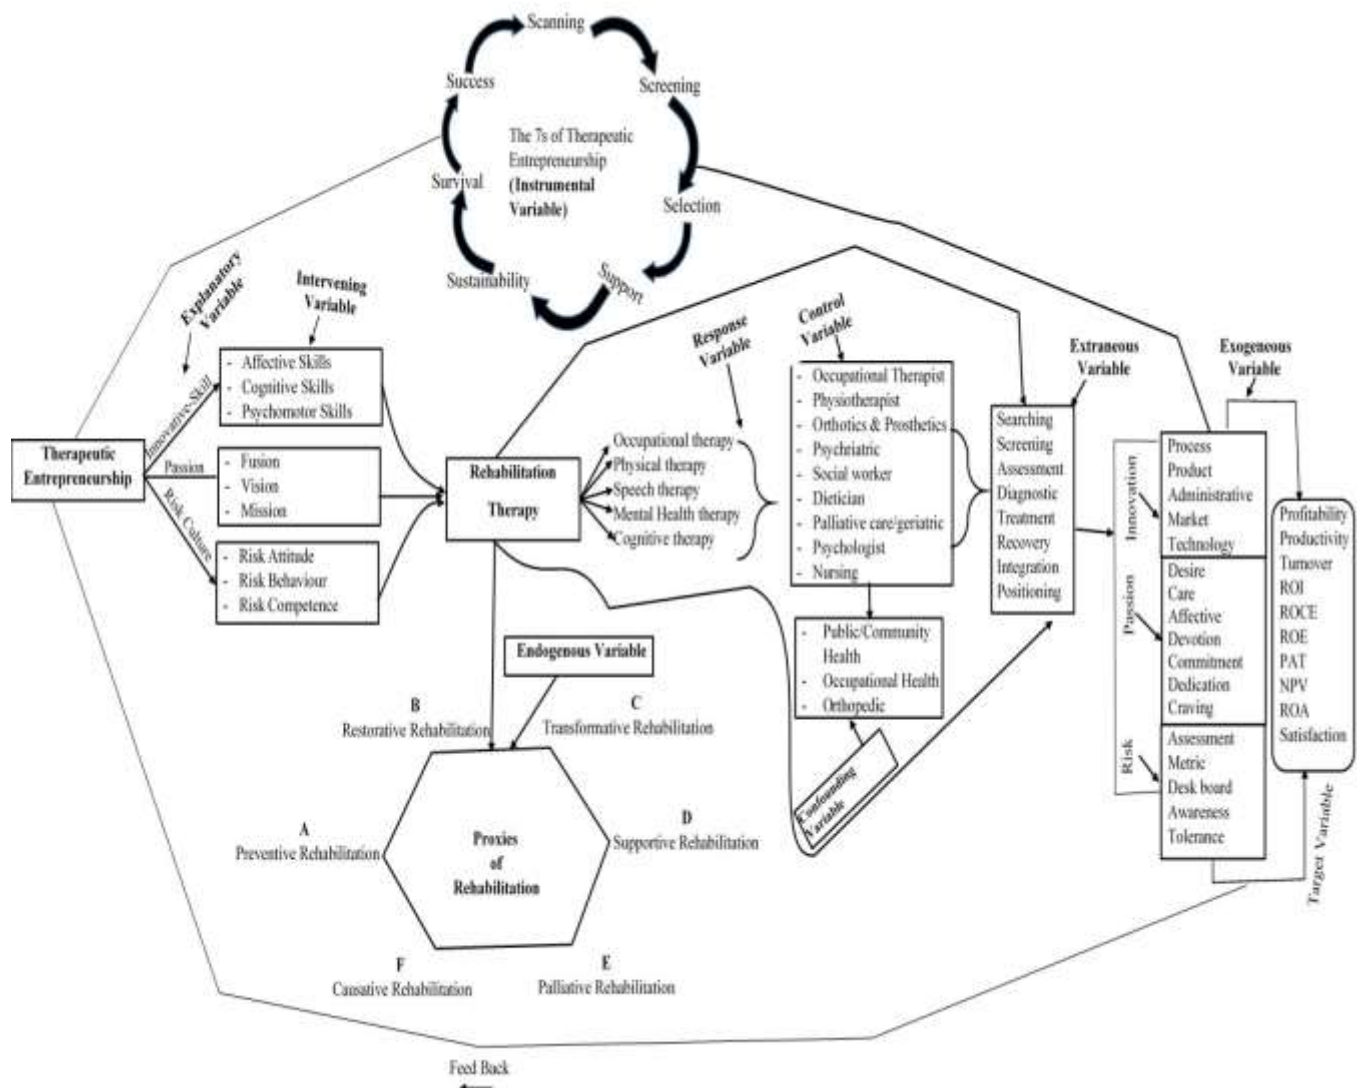 Scanning
Screening
Selection
Support
Sustainability
Survival
Success
The 7s of Therapeutic
Entrepreneurship
(Instrumental
Variable)
Explanatory
Variable
Intervening
Variable
Therapeutic
Entrepreneurship
Innovative-Skill
Passion
Risk Culture
- Affective Skills
- Cognitive Skills
- Psychomotor Skills
- Fusion
- Vision
- Mission
- Risk Attitude
- Risk Behaviour
- Risk Competence
Rehabilitation
Therapy
Response
Variable
Occupational therapy
Physical therapy
Speech therapy
Mental Health therapy
Cognitive therapy
Control
Variable
- Occupational Therapist
- Physiotherapist
- Orthotics & Prosthetics
- Psychriatric
- Social worker
- Dietician
- Palliative care/geriatric
- Psychologist
- Nursing
- Public/Community
Health
- Occupational Health
- Orthopedic
Confounding
Variable
Extraneous
Variable
Searching
Screening
Assessment
Diagnostic
Treatment
Recovery
Integration
Positioning
Exogeneous
Variable
Innovation
Passion
Risk
Process
Product
Administrative
Market
Technology
Desire
Care
Affective
Devotion
Commitment
Dedication
Craving
Assessment
Metric
Desk board
Awareness
Tolerance
Profitability
Productivity
Turnover
ROI
ROCE
ROE
PAT
NPV
ROA
Satisfaction
Target Variable
Endogenous Variable
B
Restorative Rehabilitation
C
Transformative Rehabilitation
A
Preventive Rehabilitation
Proxies
of
Rehabilitation
D
Supportive Rehabilitation
F
Causative Rehabilitation
E
Palliative Rehabilitation
Feed Back